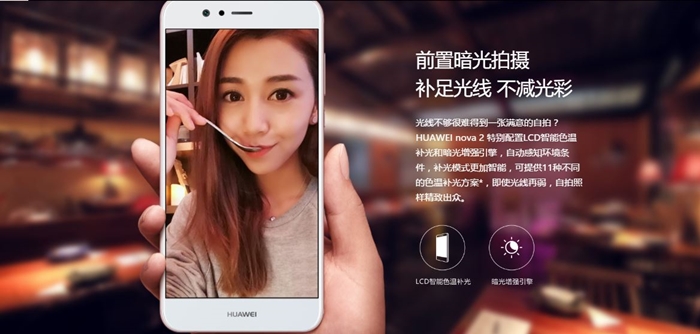 前置暗光拍摄
补足光线 不减光彩
光线不够很难得到一张满意的自拍？
HUAWEI nova 2 特别配置LCD智能色温
补光和暗光增强引擎，自动感知环境条
件，补光模式更加智能，可提供11种不同
的色温补光方案*，即使光线再弱，自拍照
样精致出众。
LCD智能色温补光
暗光增强引擎
HUAWEI